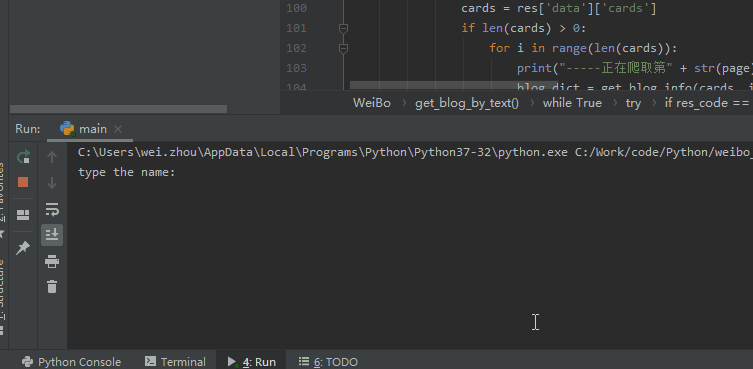 100 cards = res['data']['cards']
101 if len(cards) > 0:
102 for i in range(len(cards)):
103 print("-----正在爬取第" + str(page)
104 blog_dict = get_blog_info(cards, i
WeiBo > get_blog_by_text() > while True > try > if res_code ==
Run: main ×
C:\Users\wei.zhou\AppData\Local\Programs\Python\Python37-32\python.exe C:/Work/code/Python/weibo_
type the name:
2: Favorites
Structure
Python Console Terminal 4: Run 6: TODO